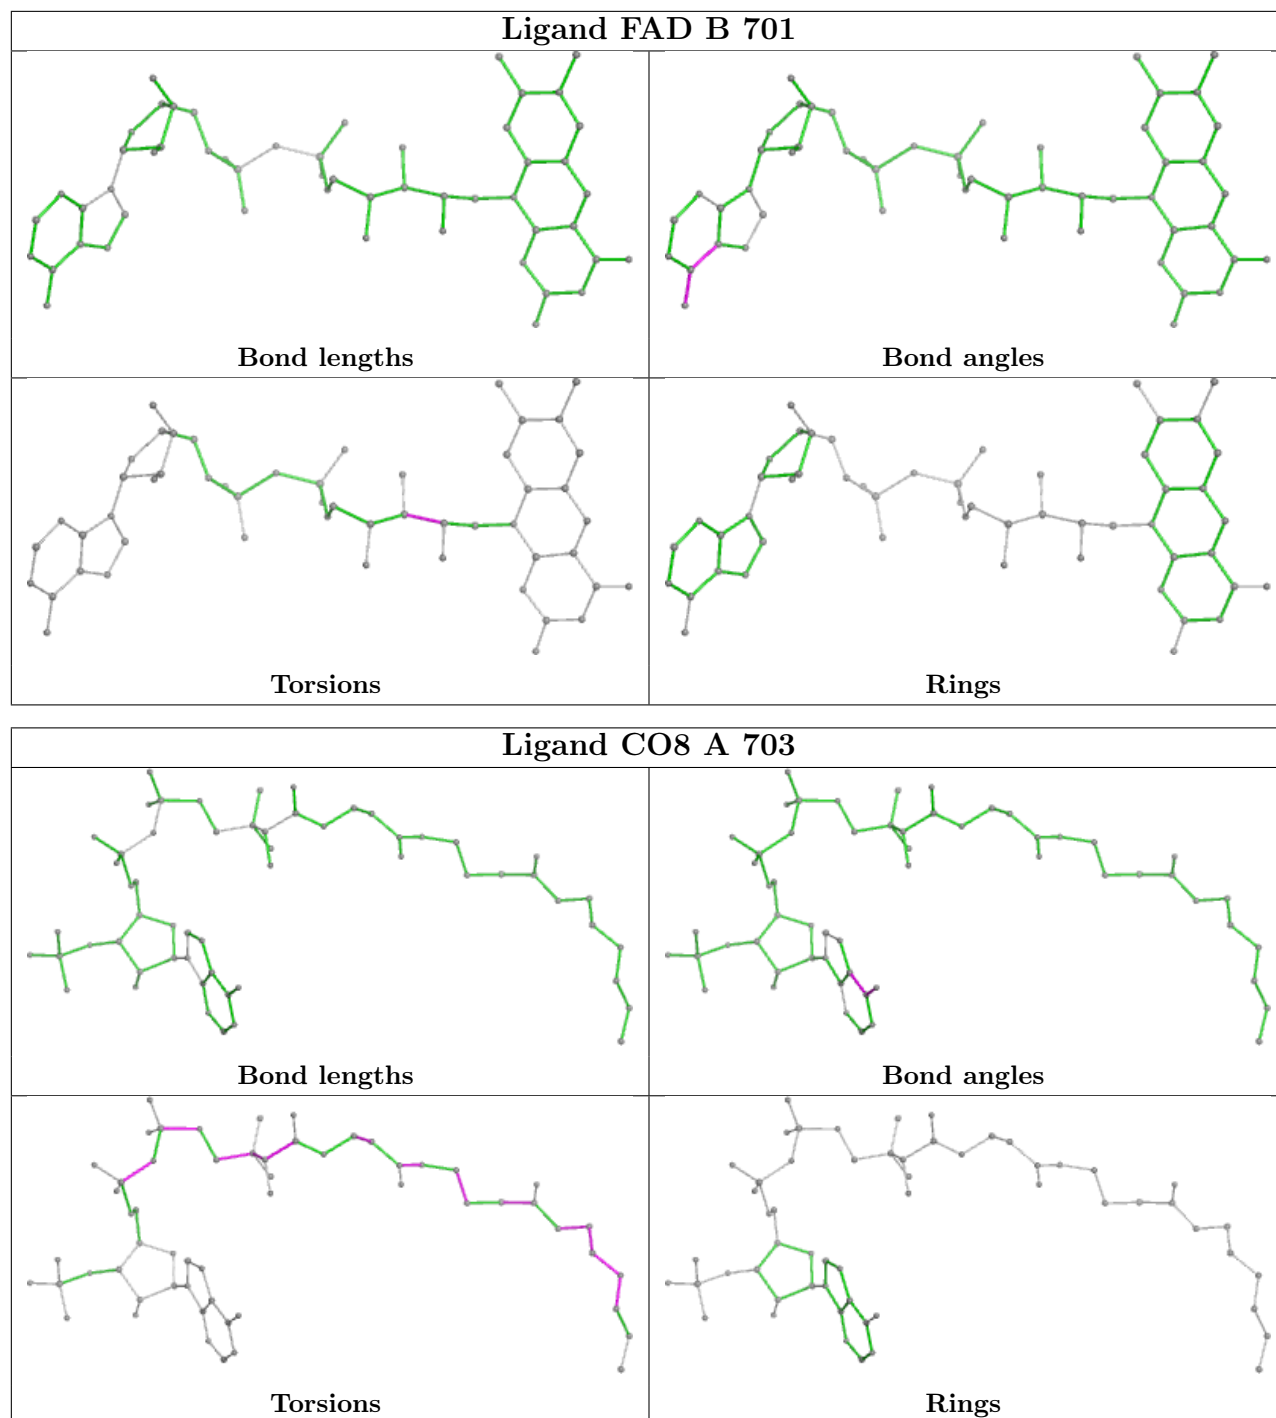 Ligand FAD B 701
Bond lengths
Bond angles
Torsions
Rings
Ligand CO8 A 703
Bond lengths
Bond angles
Torsions
Rings